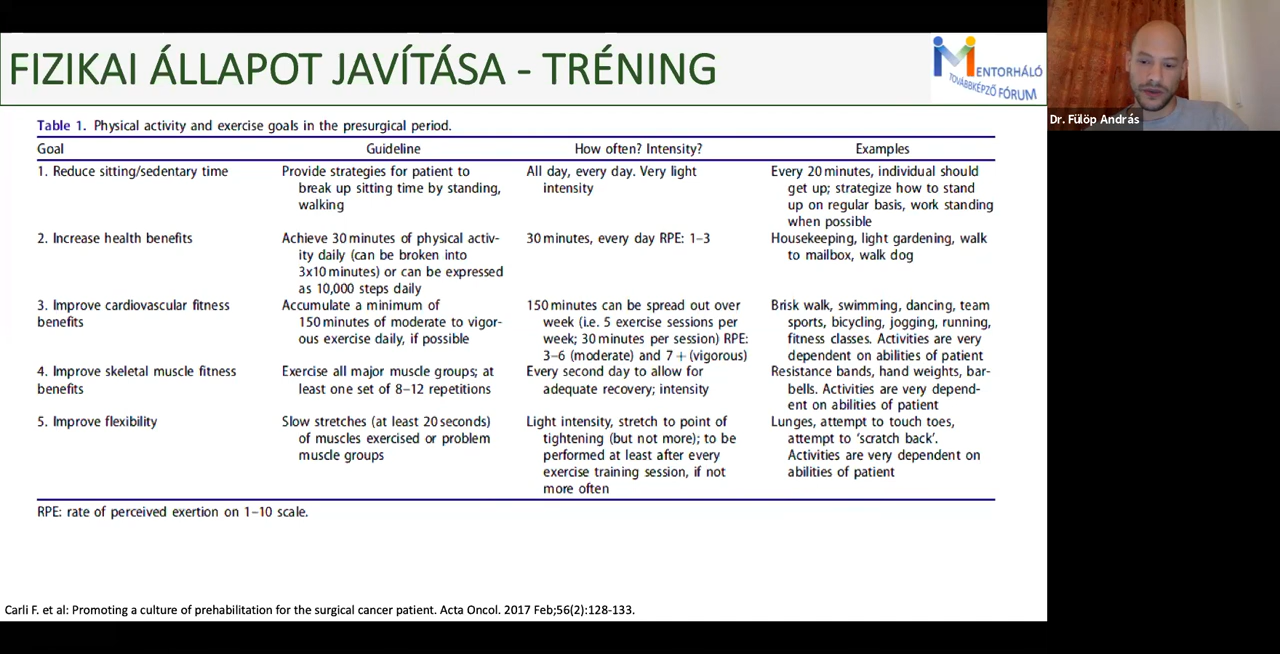 FIZIKAI ÁLLAPOT JAVÍTÁSA - TRÉNING
MENTORHÁLÓ
TOVÁBBKÉPZŐ FÓRUM
Dr. Fülöp András
Table 1. Physical activity and exercise goals in the presurgical period.
Goal Guideline How often? Intensity? Examples
1. Reduce sitting/sedentary time Provide strategies for patient to All day, every day. Very light Every 20 minutes, individual should
break up sitting time by standing, intensity get up; strategize how to stand
walking up on regular basis, work standing
when possible
2. Increase health benefits Achieve 30 minutes of physical activ- 30 minutes, every day RPE: 1–3 Housekeeping, light gardening, walk
ity daily (can be broken into to mailbox, walk dog
3x10 minutes) or can be expressed
as 10,000 steps daily
3. Improve cardiovascular fitness Accumulate a minimum of 150 minutes can be spread out over Brisk walk, swimming, dancing, team
benefits 150 minutes of moderate to vigor- week (i.e. 5 exercise sessions per sports, bicycling, jogging, running,
ous exercise daily, if possible week; 30 minutes per session) RPE: fitness classes. Activities are very
3–6 (moderate) and 7 + (vigorous) dependent on abilities of patient
4. Improve skeletal muscle fitness Exercise all major muscle groups; at Every second day to allow for Resistance bands, hand weights, bar-
benefits least one set of 8–12 repetitions adequate recovery; intensity bells. Activities are very depend-
ent on abilities of patient
5. Improve flexibility Slow stretches (at least 20 seconds) Light intensity, stretch to point of Lunges, attempt to touch toes,
of muscles exercised or problem tightening (but not more); to be attempt to 'scratch back'.
muscle groups performed at least after every Activities are very dependent on
exercise training session, if not abilities of patient
more often
RPE: rate of perceived exertion on 1–10 scale.
Carli F. et al: Promoting a culture of prehabilitation for the surgical cancer patient. Acta Oncol. 2017 Feb;56(2):128-133.